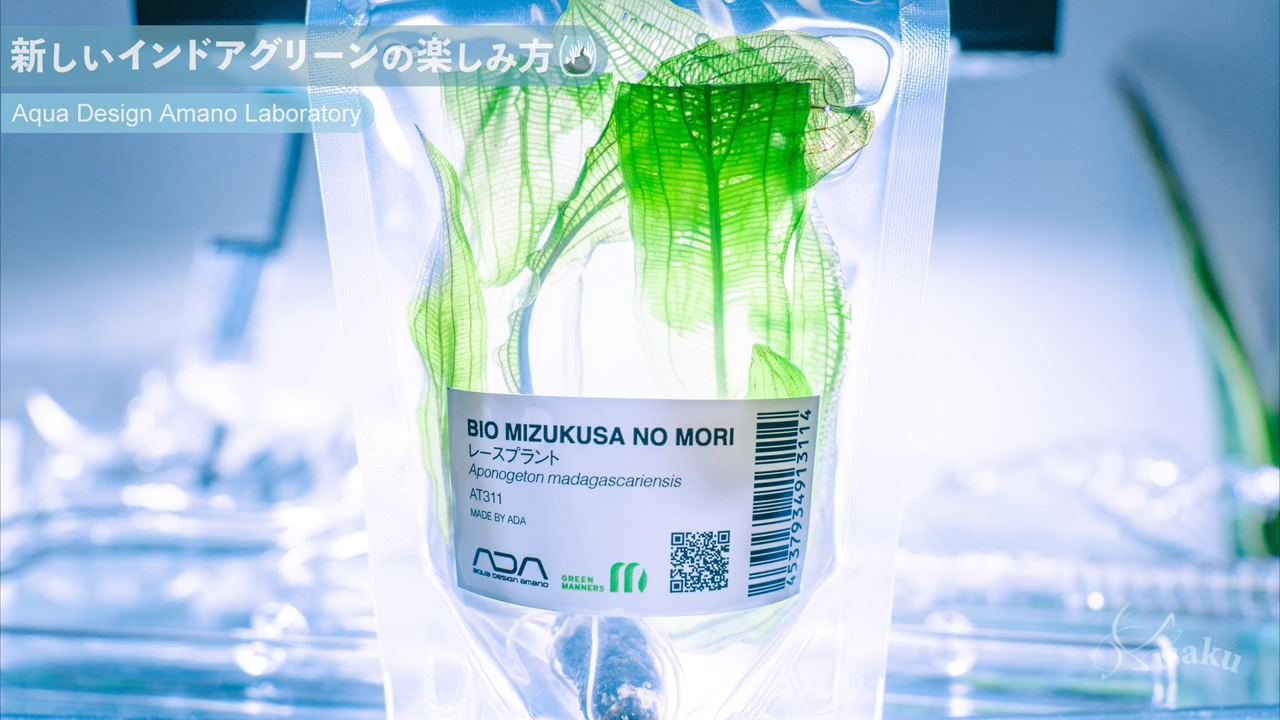 新しいインドアグリーンの楽しみ方
Aqua Design Amano Laboratory
BIO MIZUKUSA NO MORI
レースプラント
Aponogeton madagascariensis
AT311
MADE BY ADA
ADA
aqua design amano
GREEN
MANNERS
4537934913114